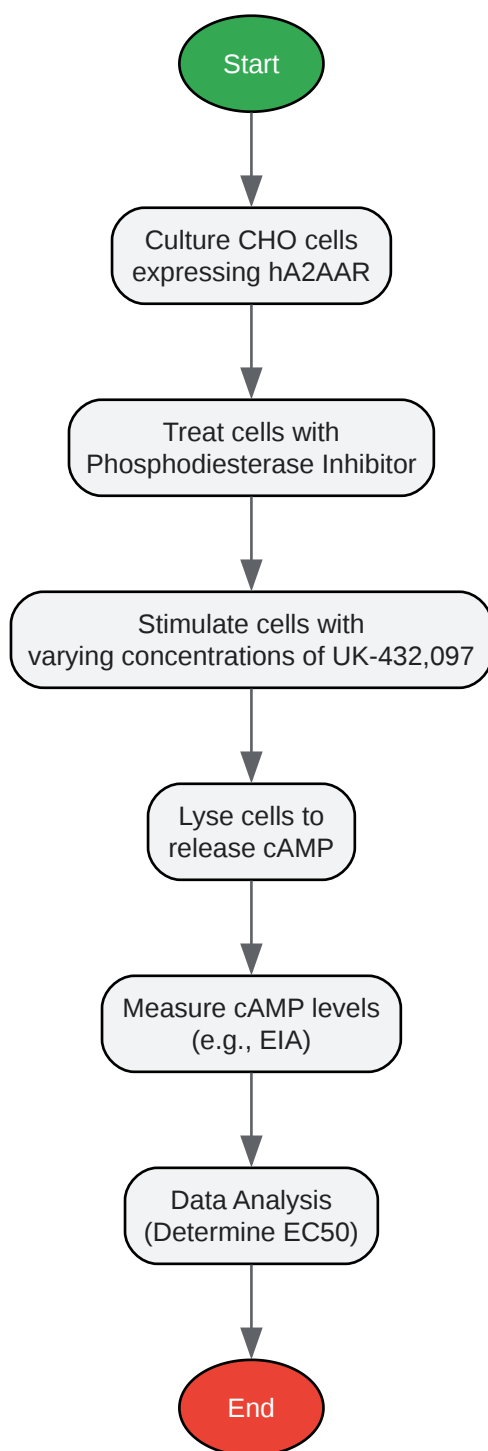 Start
Culture CHO cells
expressing hA2AAR
Treat cells with
Phosphodiesterase Inhibitor
Stimulate cells with
varying concentrations of UK-432,097
Lyse cells to
release cAMP
Measure cAMP levels
(e.g., EIA)
Data Analysis
(Determine EC50)
End